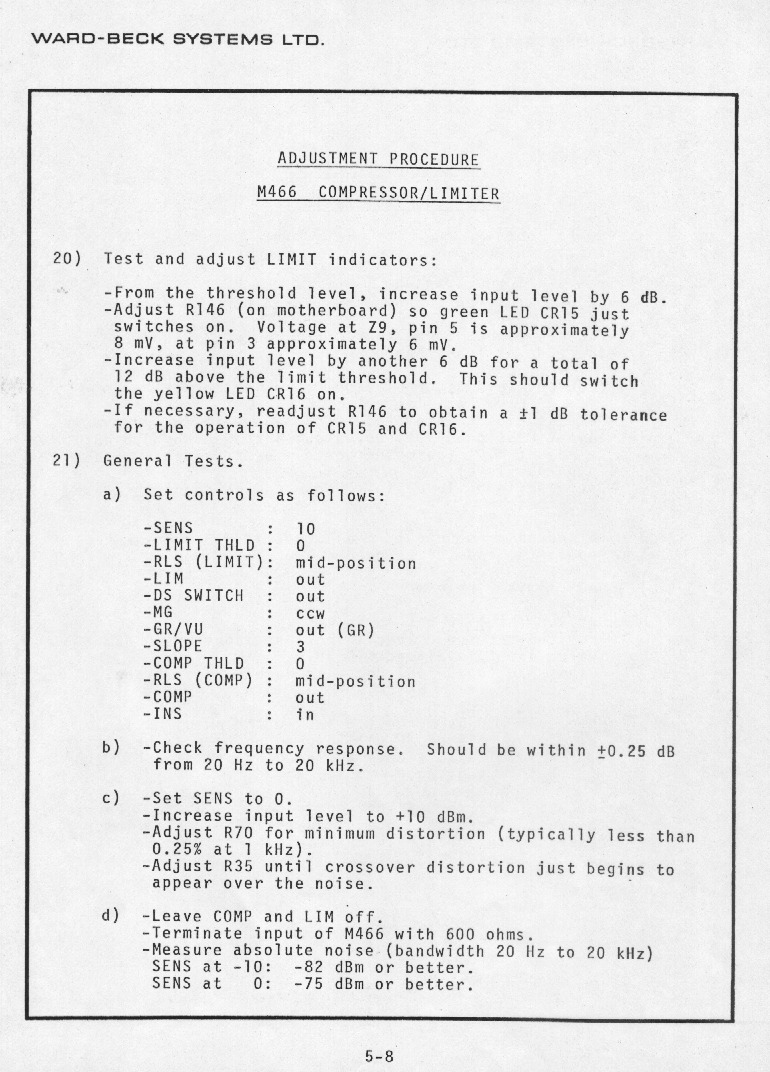 WARD-BECK SYSTEMS LTD.
ADJUSTMENT PROCEDURE
M466 COMPRESSOR/LIMITER
20) Test and adjust LIMIT indicators:
-From the threshold level, increase input level by 6 dB.
-Adjust R146 (on motherboard) so green LED CR15 just
switches on. Voltage at Z9, pin 5 is approximately
8 mV, at pin 3 approximately 6 mV.
-Increase input level by another 6 dB for a total of
12 dB above the limit threshold. This should switch
the yellow LED CR16 on.
-If necessary, readjust R146 to obtain a ±1 dB tolerance
for the operation of CR15 and CR16.
21) General Tests.
a) Set controls as follows:
-SENS : 10
-LIMIT THLD : 0
-RLS (LIMIT): mid-position
-LIM : out
-DS SWITCH : out
-MG : ccw
-GR/VU : out (GR)
-SLOPE : 3
-COMP THLD : 0
-RLS (COMP) : mid-position
-COMP : out
-INS : in
b) -Check frequency response. Should be within ±0.25 dB
from 20 Hz to 20 kHz.
c) -Set SENS to 0.
-Increase input level to +10 dBm.
-Adjust R70 for minimum distortion (typically less than
0.25% at 1 kHz).
-Adjust R35 until crossover distortion just begins to
appear over the noise.
d) -Leave COMP and LIM off.
-Terminate input of M466 with 600 ohms.
-Measure absolute noise (bandwidth 20 Hz to 20 kHz)
SENS at -10: -82 dBm or better.
SENS at 0: -75 dBm or better.
5-8